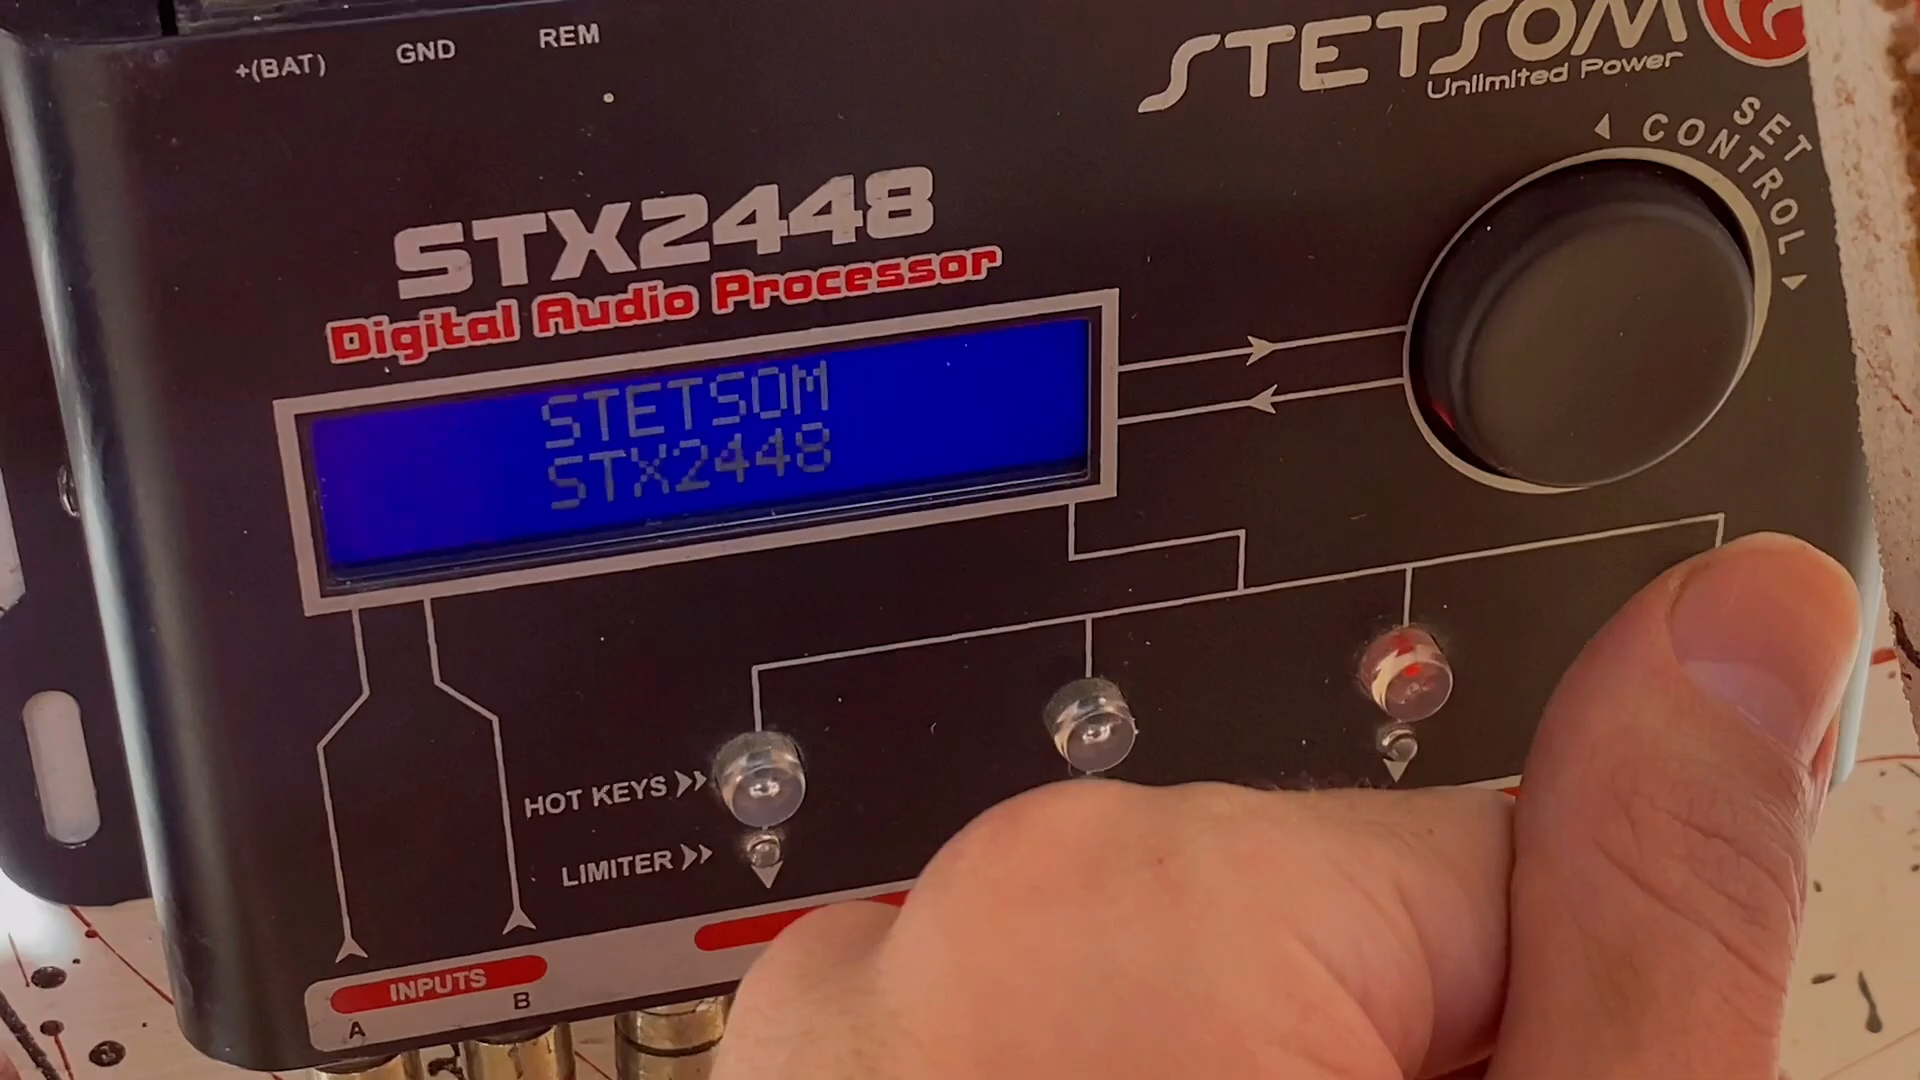 +(BAT) GND REM
STETSOM
Unlimited Power
SET
CONTROL
STX2448
Digital Audio Processor
STETSOM
STX2448
HOT KEYS
LIMITER
INPUTS
A B